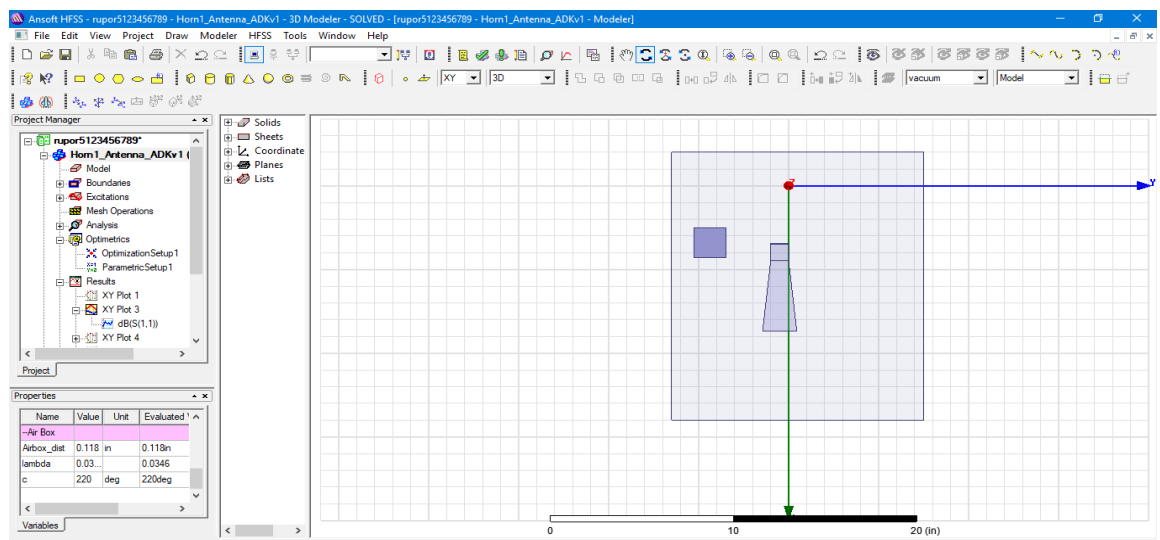 Ansoft HFSS - rupor5123456789 - Horn1_Antenna_ADKv1 - 3D Modeler - SOLVED - [rupor5123456789 - Horn1_Antenna_ADKv1 - Modeler]
File Edit View Project Draw Modeler HFSS Tools Window Help
XY 3D vacuum Model
Project Manager
rupor5123456789*
Horn1_Antenna_ADKv1 (
Model
Boundaries
Excitations
Mesh Operations
Analysis
Optimetrics
OptimizationSetup1
ParametricSetup1
Results
XY Plot 1
XY Plot 3
dB(S(1,1))
XY Plot 4
Project
Solids
Sheets
Coordinate
Planes
Lists
Properties
Name Value Unit Evaluated
--Air Box
Airbox_dist 0.118 in 0.118in
lambda 0.03... 0.0346
c 220 deg 220deg
Variables
Z
Y
0 10 20 (in)